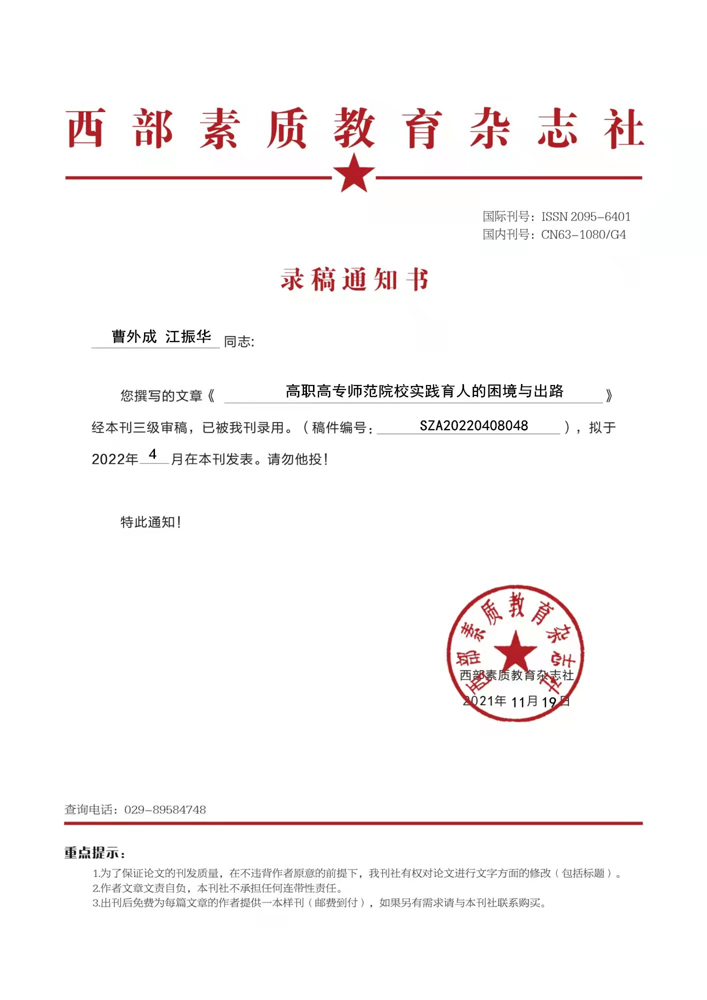 西部素质教育杂志社
国际刊号：ISSN 2095-6401
国内刊号：CN63-1080/G4
录稿通知书
曹外成 江振华 同志:
您撰写的文章《 高职高专师范院校实践育人的困境与出路 》
经本刊三级审稿，已被我刊录用。（稿件编号: SZA20220408048 ），拟于
2022年 4 月在本刊发表。请勿他投！
特此通知！
西部素质教育杂志社
西部素质教育杂志社
2021年 11月19日
查询电话：029-89584748
重点提示：
1.为了保证论文的刊发质量，在不违背作者原意的前提下，我刊社有权对论文进行文字方面的修改（包括标题）。
2.作者文章文责自负，本刊社不承担任何连带性责任。
3.出刊后免费为每篇文章的作者提供一本样刊（邮费到付），如果另有需求请与本刊社联系购买。